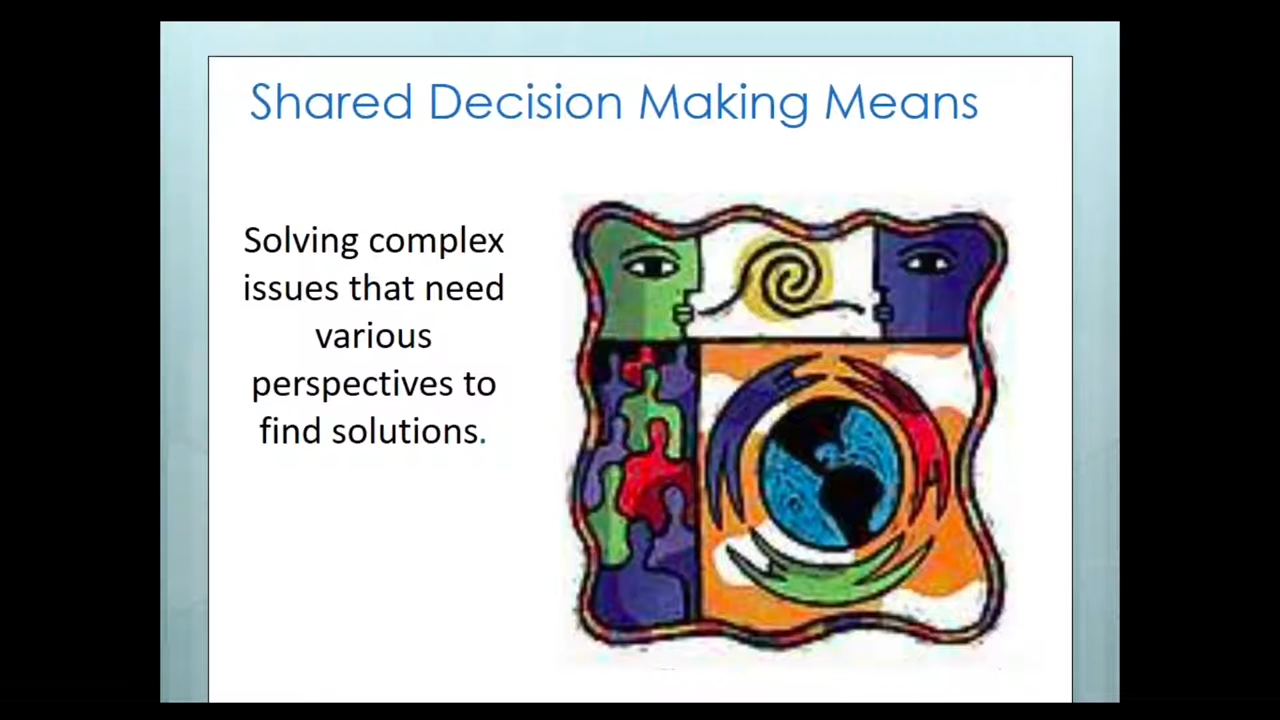 Shared Decision Making Means
Solving complex
issues that need
various
perspectives to
find solutions.